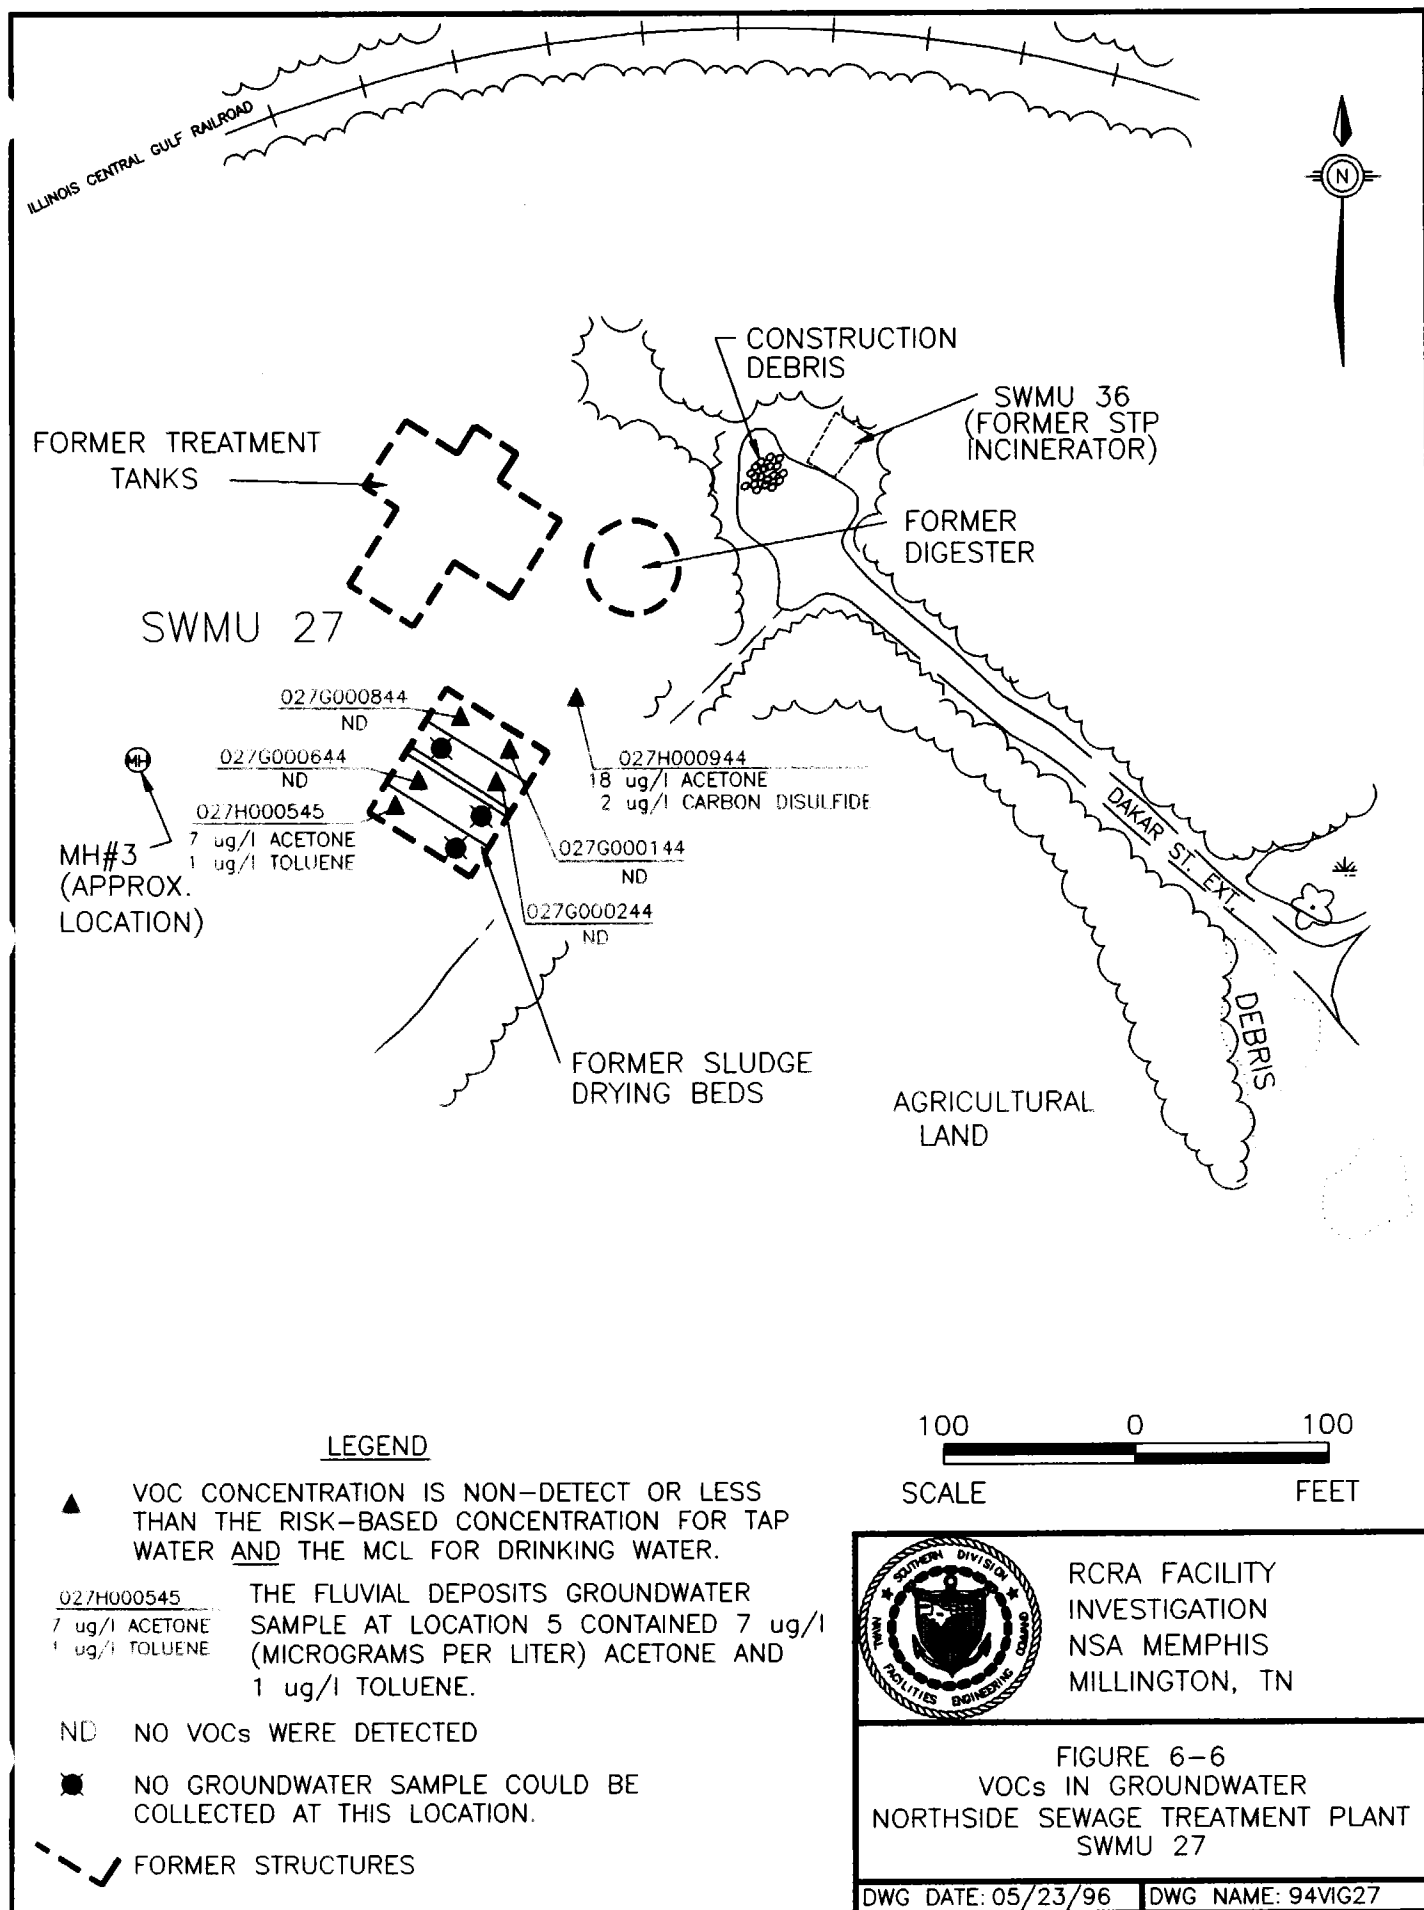 ILLINOIS CENTRAL GULF RAILROAD
N
CONSTRUCTION
DEBRIS
SWMU 36
(FORMER STP
INCINERATOR)
FORMER TREATMENT
TANKS
FORMER
DIGESTER
SWMU 27
027G000844
ND
027G000644
ND
027H000545
7 ug/l ACETONE
1 ug/l TOLUENE
027H000944
18 ug/l ACETONE
2 ug/l CARBON DISULFIDE
027G000144
ND
027G000244
ND
MH
MH#3
(APPROX.
LOCATION)
DAKAR ST. EXT.
DEBRIS
FORMER SLUDGE
DRYING BEDS
AGRICULTURAL
LAND
100 0 100
SCALE FEET
LEGEND
VOC CONCENTRATION IS NON-DETECT OR LESS
THAN THE RISK-BASED CONCENTRATION FOR TAP
WATER AND THE MCL FOR DRINKING WATER.
027H000545
7 ug/l ACETONE
1 ug/l TOLUENE
THE FLUVIAL DEPOSITS GROUNDWATER
SAMPLE AT LOCATION 5 CONTAINED 7 ug/l
(MICROGRAMS PER LITER) ACETONE AND
1 ug/l TOLUENE.
ND NO VOCs WERE DETECTED
NO GROUNDWATER SAMPLE COULD BE
COLLECTED AT THIS LOCATION.
FORMER STRUCTURES
SOUTHERN DIVISION
NAVAL FACILITIES ENGINEERING COMMAND
RCRA FACILITY
INVESTIGATION
NSA MEMPHIS
MILLINGTON, TN
FIGURE 6-6
VOCs IN GROUNDWATER
NORTHSIDE SEWAGE TREATMENT PLANT
SWMU 27
DWG DATE: 05/23/96 DWG NAME: 94VIG27